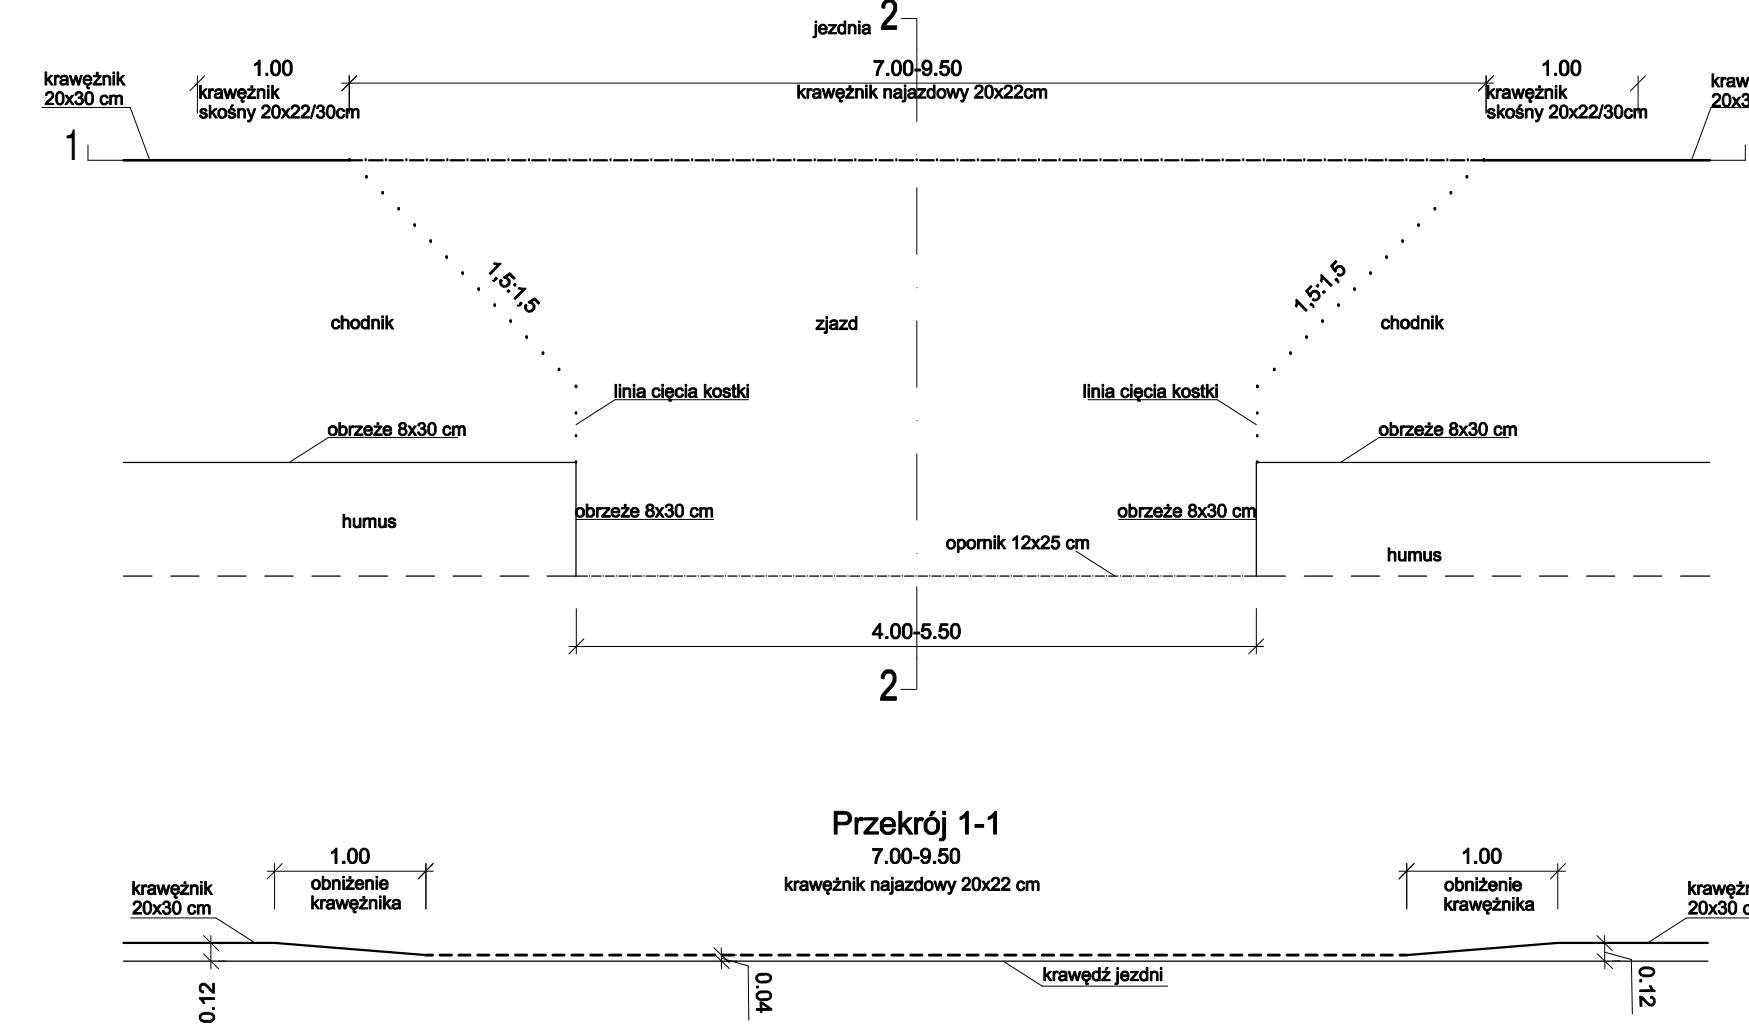 jezdnia 2
krawężnik
20x30 cm
1.00
krawężnik
skośny 20x22/30cm
7.00-9.50
krawężnik najazdowy 20x22cm
1.00
krawężnik
skośny 20x22/30cm
kraw
20x3
1
1,5:1,5
1,5:1,5
chodnik
zjazd
chodnik
linia cięcia kostki
linia cięcia kostki
obrzeże 8x30 cm
obrzeże 8x30 cm
humus
obrzeże 8x30 cm
obrzeże 8x30 cm
opornik 12x25 cm
humus
4.00-5.50
2
Przekrój 1-1
1.00
7.00-9.50
1.00
krawężnik
20x30 cm
obniżenie
krawężnika
krawężnik najazdowy 20x22 cm
obniżenie
krawężnika
krawężn
20x30 c
krawędź jezdni
0.12
0.04
0.12